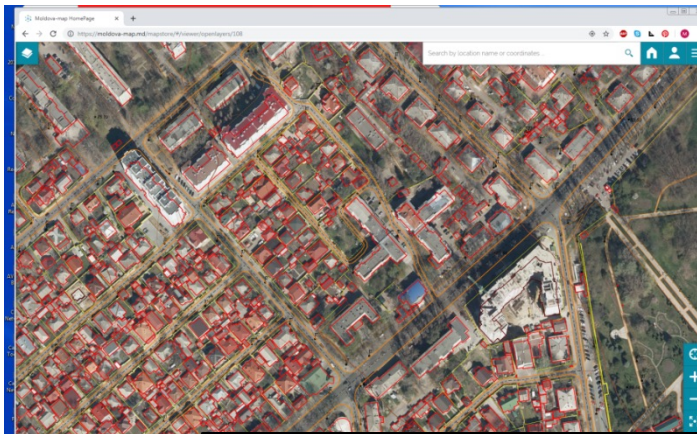 Moldova-map HomePage
https://moldova-map.md/mapstore/#/viewer/openlayers/108
Search by location name or coordinates...